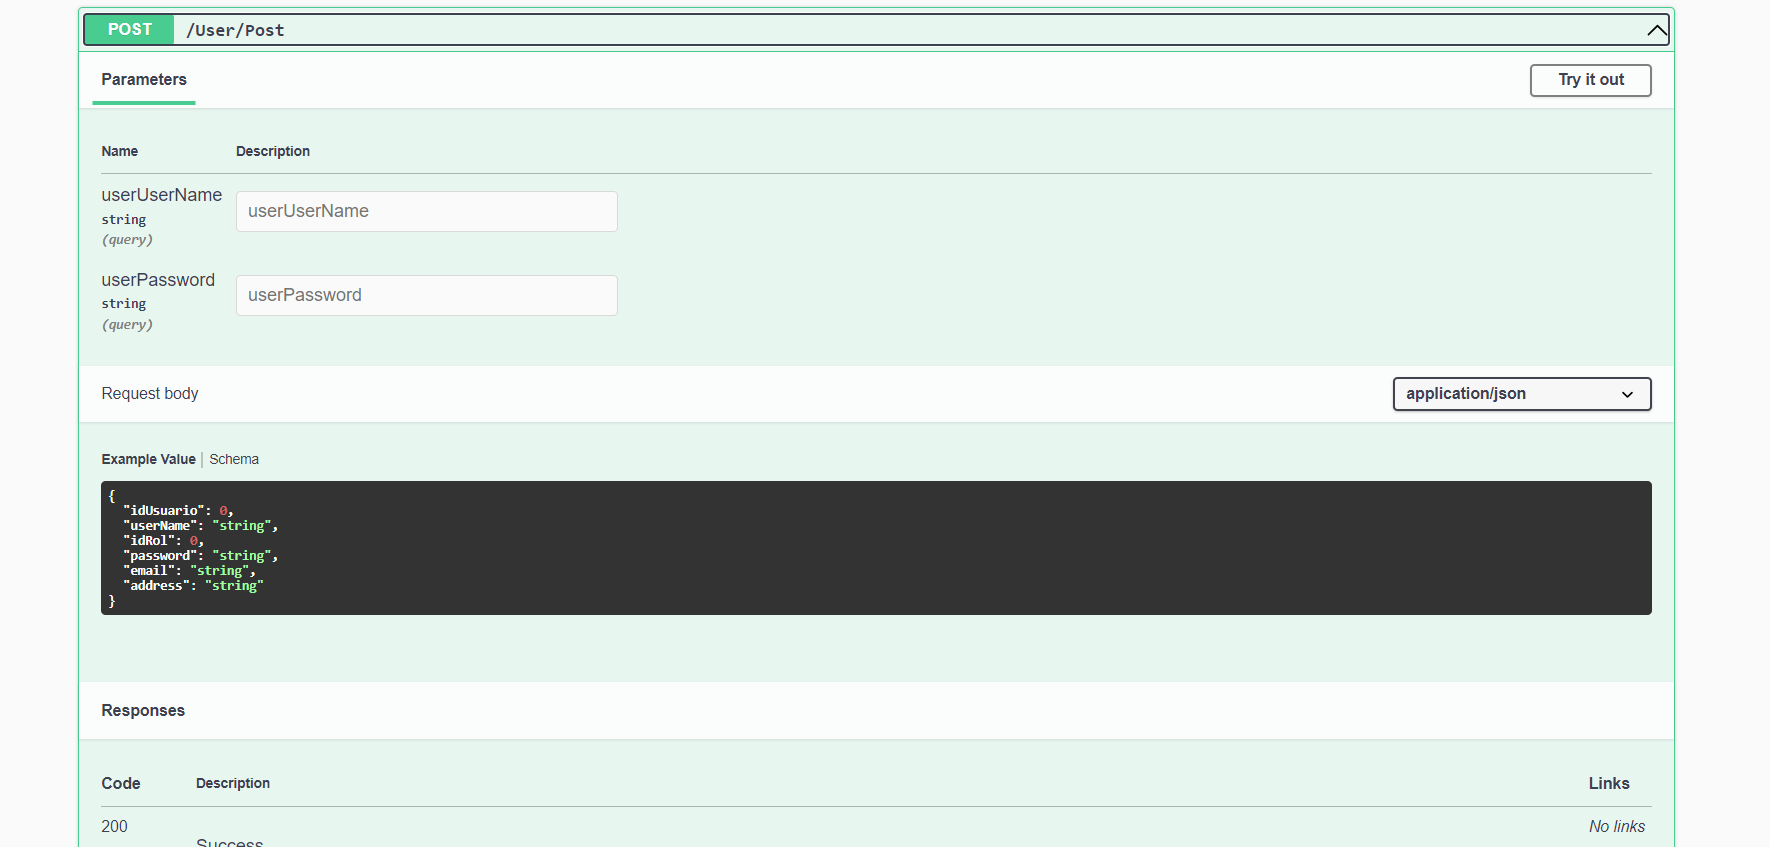 POST /User/Post
Parameters
Try it out
Name Description
userUserName
string
(query)
userUserName
userPassword
string
(query)
userPassword
Request body
application/json
Example Value | Schema
{
  "idUsuario": 0,
  "userName": "string",
  "idRol": 0,
  "password": "string",
  "email": "string",
  "address": "string"
}
Responses
Code Description Links
200 No links
Success